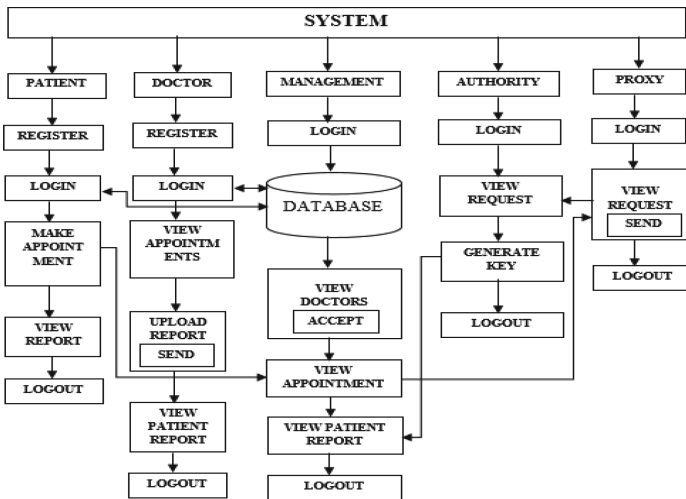 SYSTEM
PATIENT
DOCTOR
MANAGEMENT
AUTHORITY
PROXY
REGISTER
REGISTER
LOGIN
LOGIN
LOGIN
LOGIN
LOGIN
DATABASE
VIEW
REQUEST
VIEW
REQUEST
SEND
MAKE
APPOINT
MENT
VIEW
APPOINTM
ENTS
GENERATE
KEY
LOGOUT
VIEW
DOCTORS
ACCEPT
VIEW
REPORT
UPLOAD
REPORT
SEND
LOGOUT
LOGOUT
VIEW
APPOINTMENT
VIEW
PATIENT
REPORT
VIEW PATIENT
REPORT
LOGOUT
LOGOUT